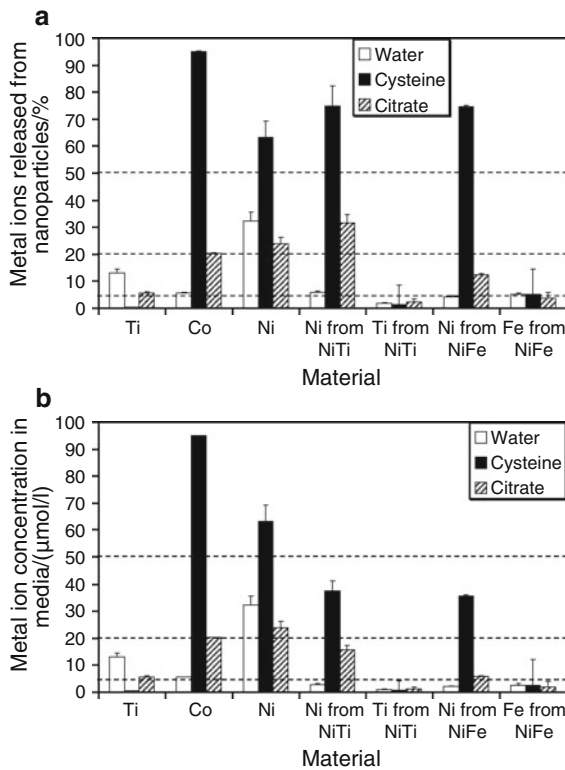 a
Metal ions released from
nanoparticles/%
100
90
80
70
60
50
40
30
20
10
0
Water
Cysteine
Citrate
Ti
Co
Ni
Ni from
NiTi
Ti from
NiTi
Ni from
NiFe
Fe from
NiFe
Material
b
Metal ion concentration in
media/(µmol/l)
100
90
80
70
60
50
40
30
20
10
0
Water
Cysteine
Citrate
Ti
Co
Ni
Ni from
NiTi
Ti from
NiTi
Ni from
NiFe
Fe from
NiFe
Material